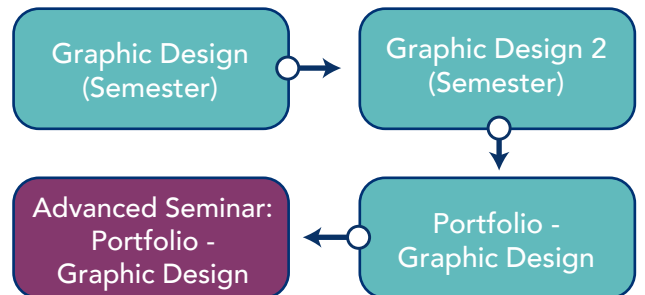 Graphic Design
(Semester)
Graphic Design 2
(Semester)
Advanced Seminar:
Portfolio -
Graphic Design
Portfolio -
Graphic Design